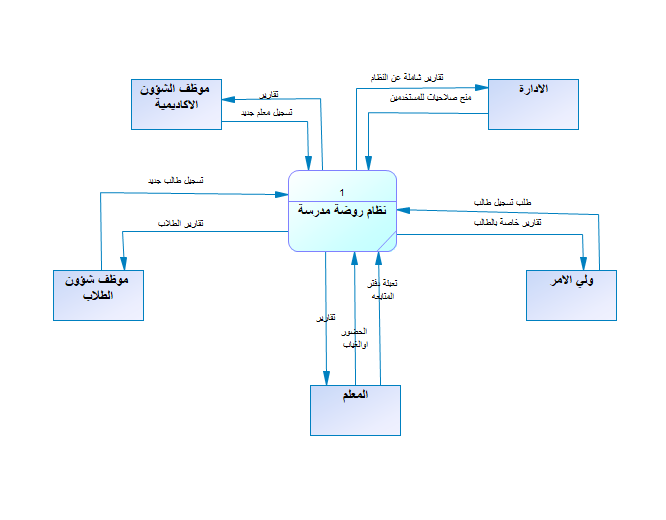 تقارير شاملة عن النظام
موظف الشؤون
الاكاديمية
تقارير
الادارة
منح صلاحيات للمستخدمين
تسجيل معلم جديد
تسجيل طالب جديد
1
نظام روضة مدرسة
طلب تسجيل طالب
تقارير الطلاب
تقارير خاصة بالطالب
موظف شؤون
الطلاب
ولي الامر
تعبئة دفتر
المتابعه
تقارير
الحضور
اوالغياب
المعلم